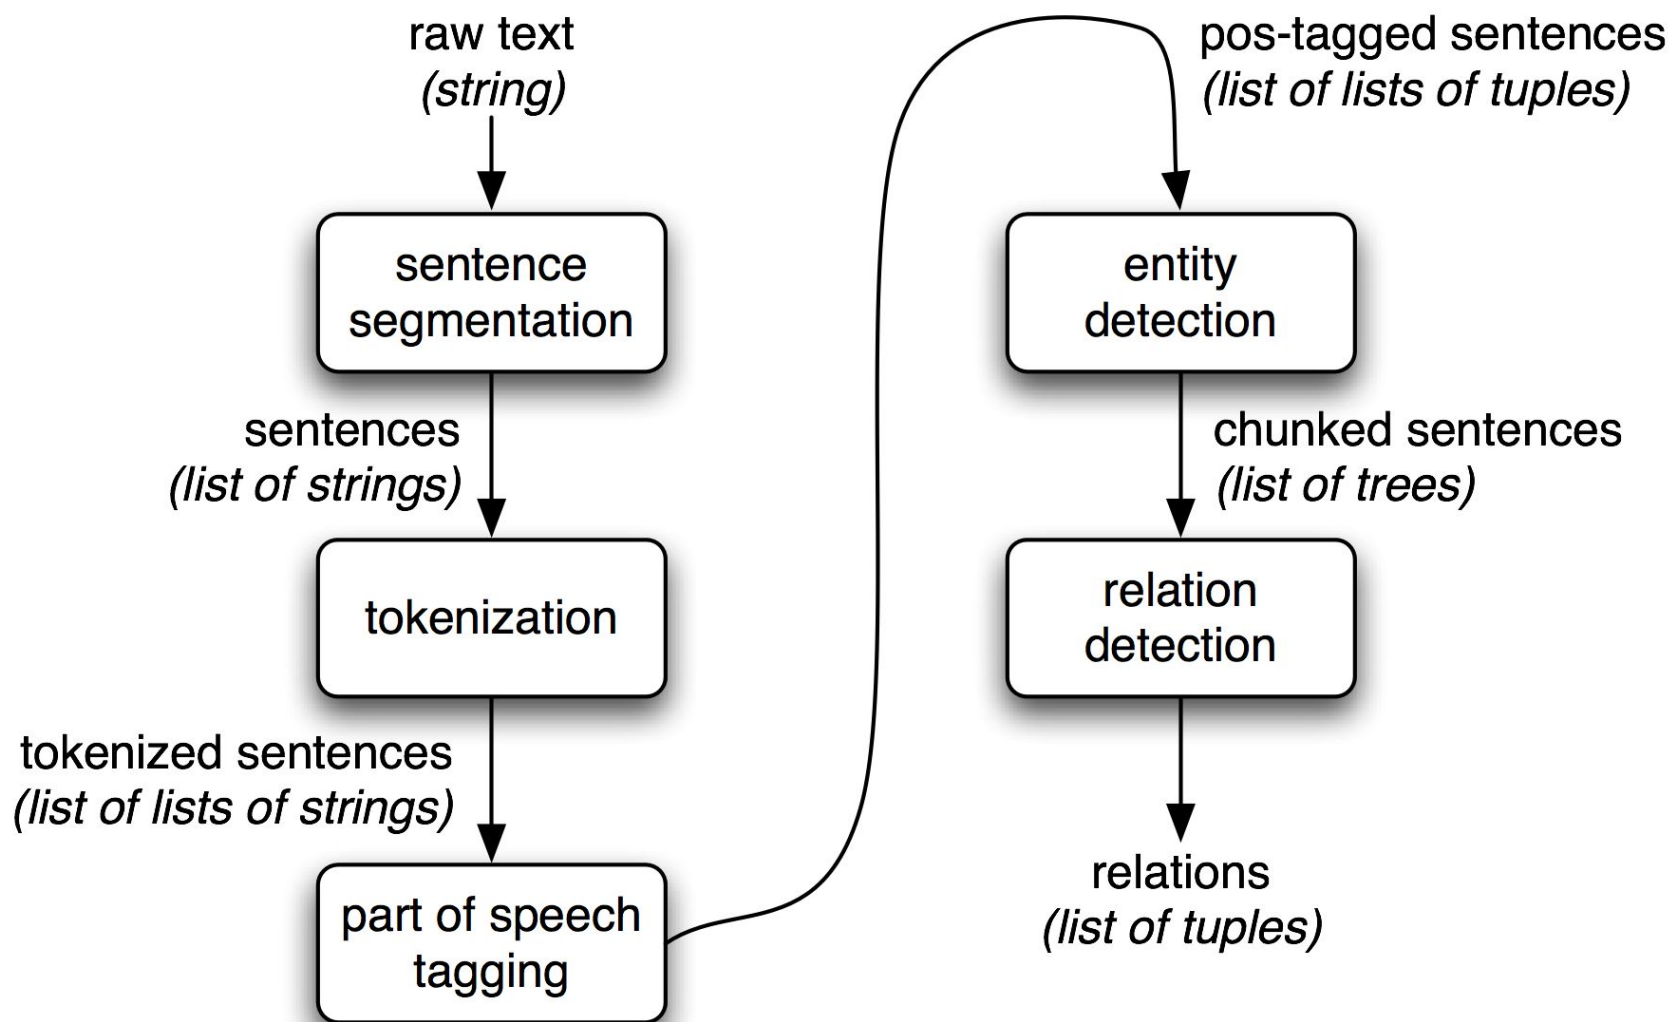 raw text
(string)
sentence
segmentation
sentences
(list of strings)
tokenization
tokenized sentences
(list of lists of strings)
part of speech
tagging
pos-tagged sentences
(list of lists of tuples)
entity
detection
chunked sentences
(list of trees)
relation
detection
relations
(list of tuples)